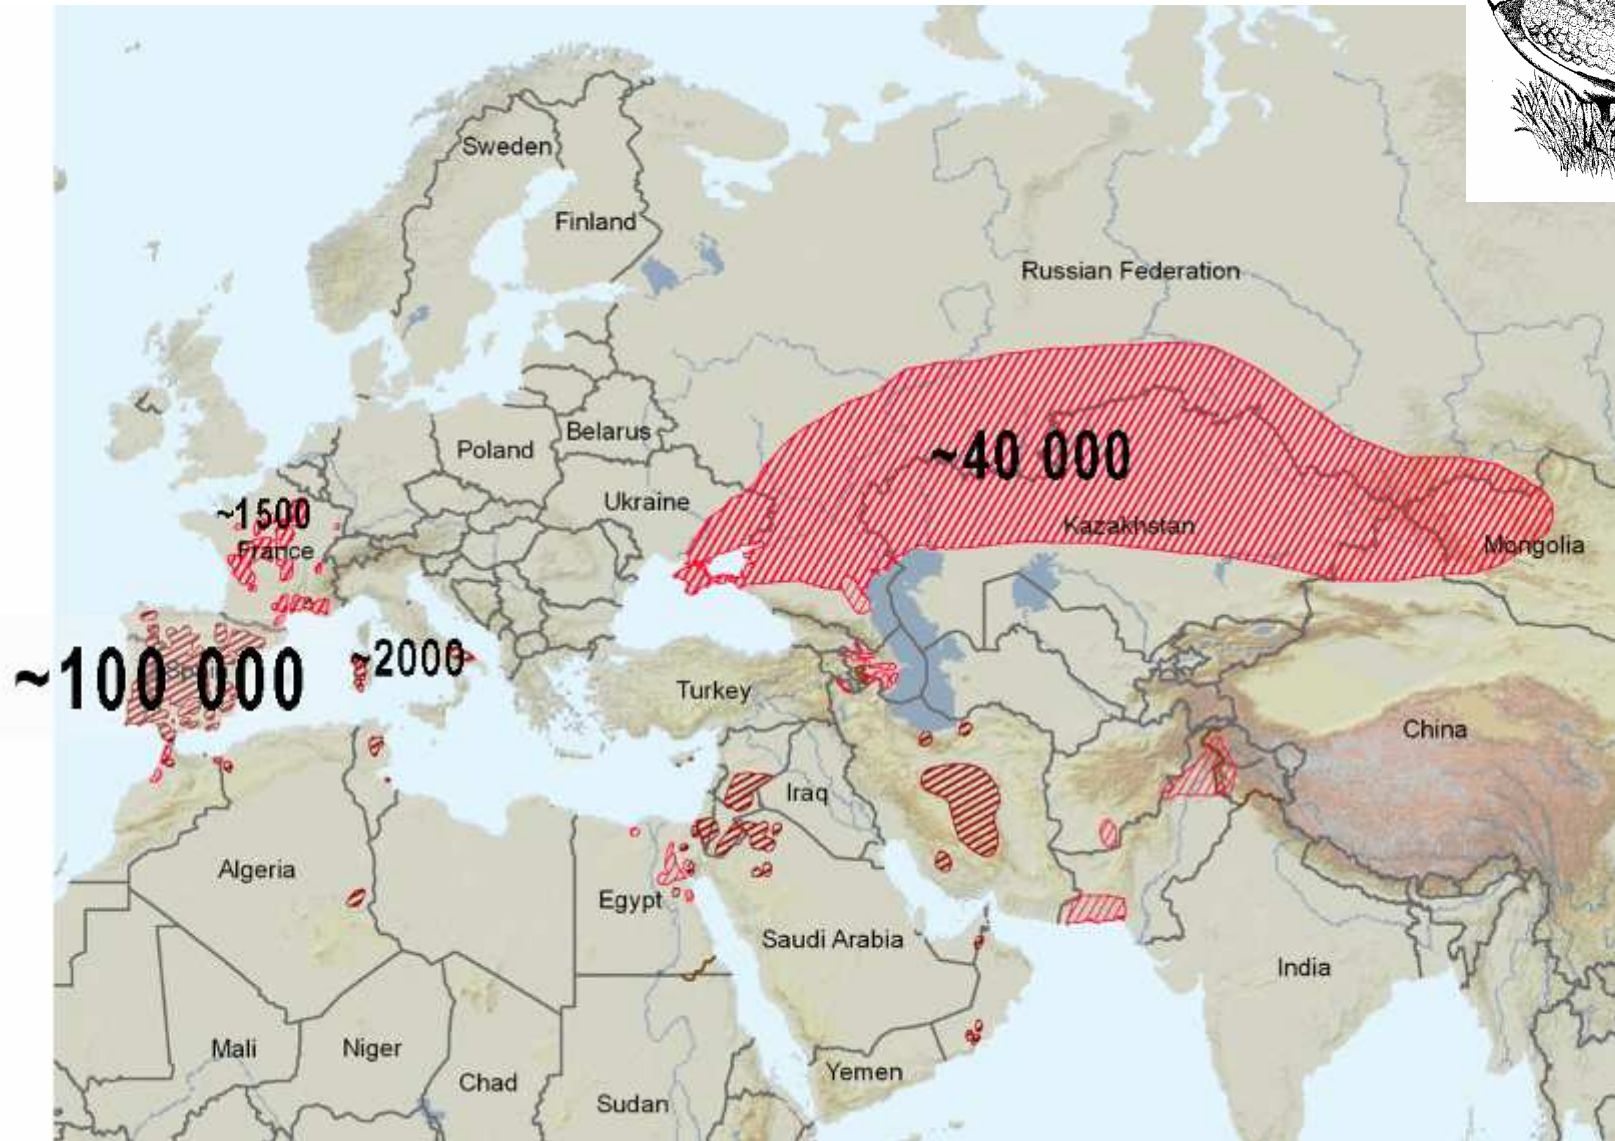 Sweden
Finland
Russian Federation
~40 000
Belarus
Poland
Ukraine
~1500
France
Kazakhstan
Mongolia
~100 000
~2000
Turkey
China
Iraq
Algeria
Egypt
Saudi Arabia
India
Mali
Niger
Chad
Yemen
Sudan